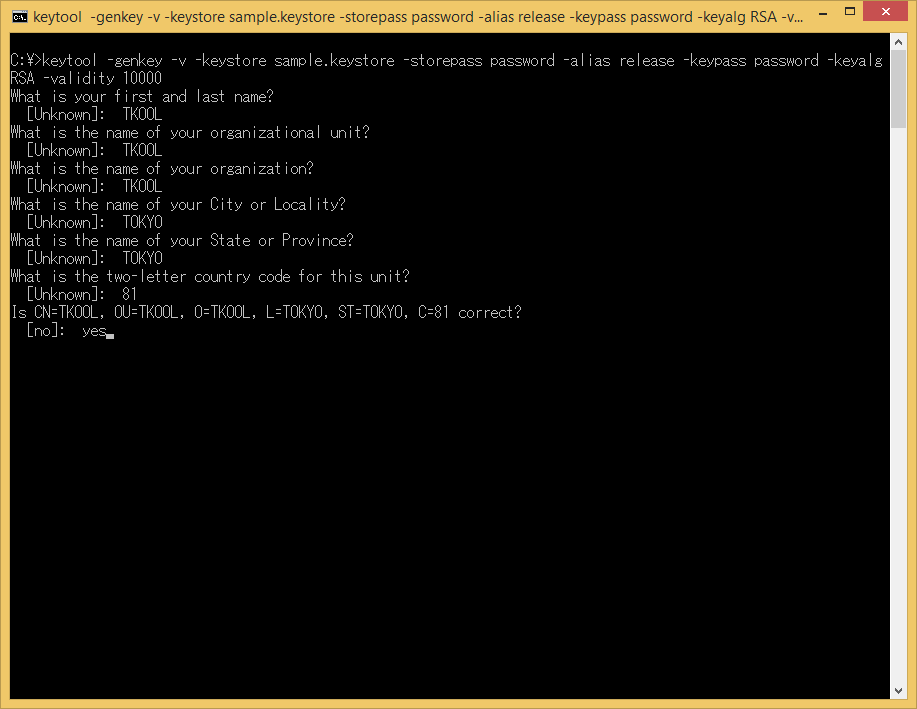 keytool -genkey -v -keystore sample.keystore -storepass password -alias release -keypass password -keyalg RSA -v...
C:¥>keytool -genkey -v -keystore sample.keystore -storepass password -alias release -keypass password -keyalg
RSA -validity 10000
What is your first and last name?
  [Unknown]:  TKOOL
What is the name of your organizational unit?
  [Unknown]:  TKOOL
What is the name of your organization?
  [Unknown]:  TKOOL
What is the name of your City or Locality?
  [Unknown]:  TOKYO
What is the name of your State or Province?
  [Unknown]:  TOKYO
What is the two-letter country code for this unit?
  [Unknown]:  81
Is CN=TKOOL, OU=TKOOL, O=TKOOL, L=TOKYO, ST=TOKYO, C=81 correct?
  [no]:  yes